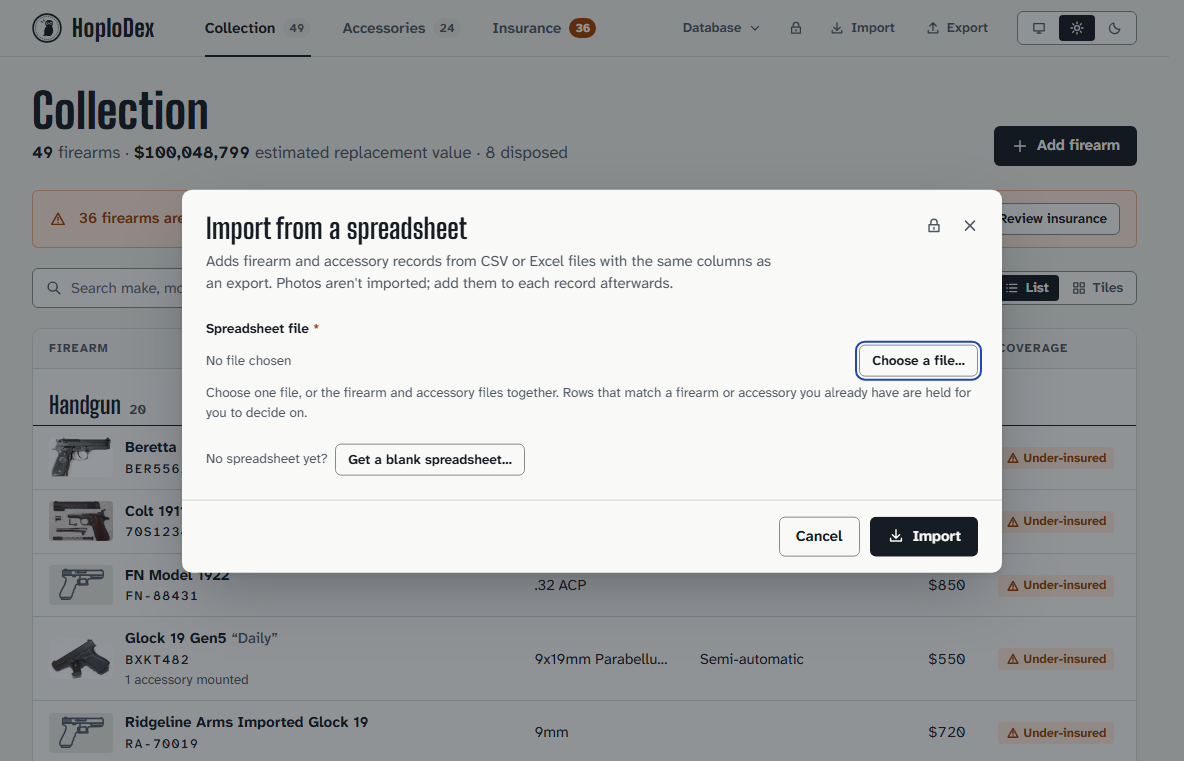 HoploDex
Collection 49
Accessories 24
Insurance 36
Database
Import
Export
Collection
49 firearms · $100,048,799 estimated replacement value · 8 disposed
Add firearm
36 firearms are
Review insurance
Search make, mo
List
Tiles
Import from a spreadsheet
Adds firearm and accessory records from CSV or Excel files with the same columns as
an export. Photos aren't imported; add them to each record afterwards.
Spreadsheet file *
No file chosen
Choose a file...
Choose one file, or the firearm and accessory files together. Rows that match a firearm or accessory you already have are held for
you to decide on.
No spreadsheet yet?
Get a blank spreadsheet...
Cancel
Import
FIREARM
COVERAGE
Handgun 20
Beretta
BER556
Under-insured
Colt 191
70S123
Under-insured
FN Model 1922
FN-88431
.32 ACP
$850
Under-insured
Glock 19 Gen5 “Daily”
BXKT482
1 accessory mounted
9x19mm Parabellu...
Semi-automatic
$550
Under-insured
Ridgeline Arms Imported Glock 19
RA-70019
9mm
$720
Under-insured